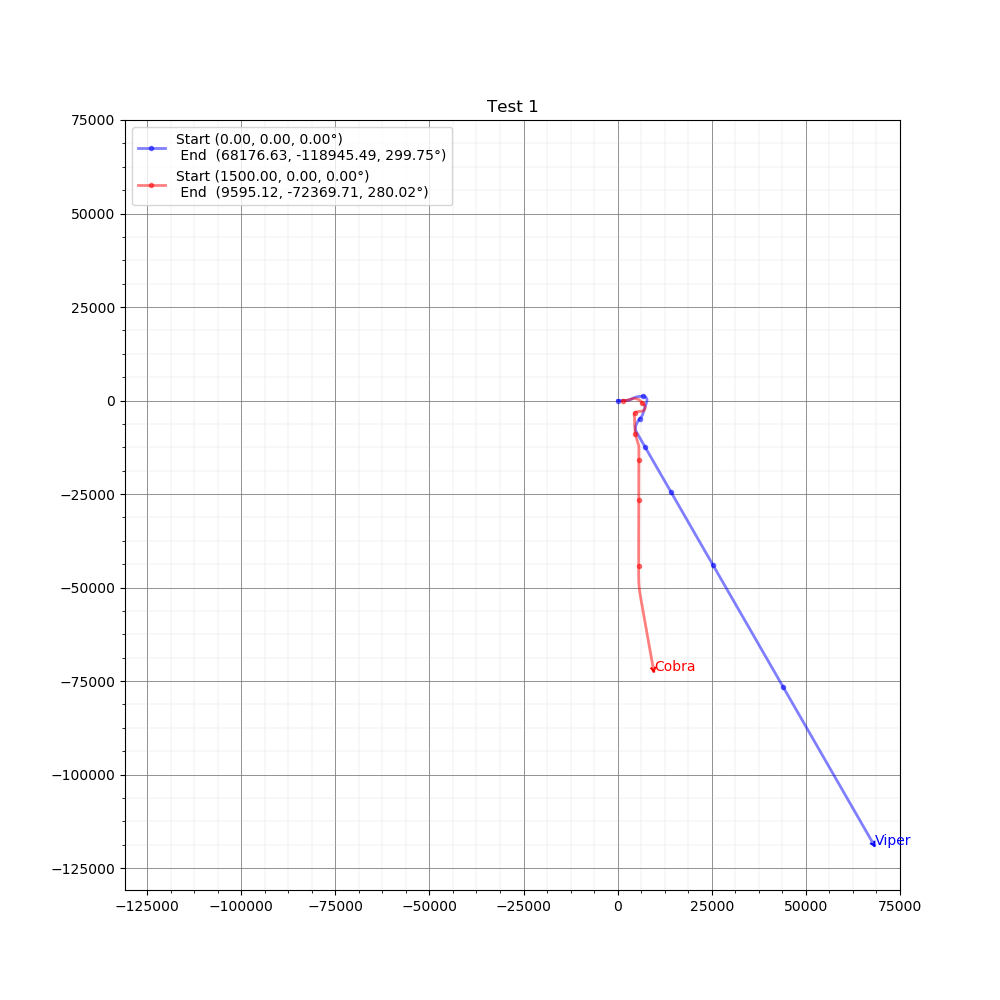 Test 1
Start (0.00, 0.00, 0.00°)
End (68176.63, -118945.49, 299.75°)
Start (1500.00, 0.00, 0.00°)
End (9595.12, -72369.71, 280.02°)
75000
50000
25000
0
−25000
−50000
−75000
−100000
−125000
Cobra
Viper
−125000 −100000 −75000 −50000 −25000 0 25000 50000 75000